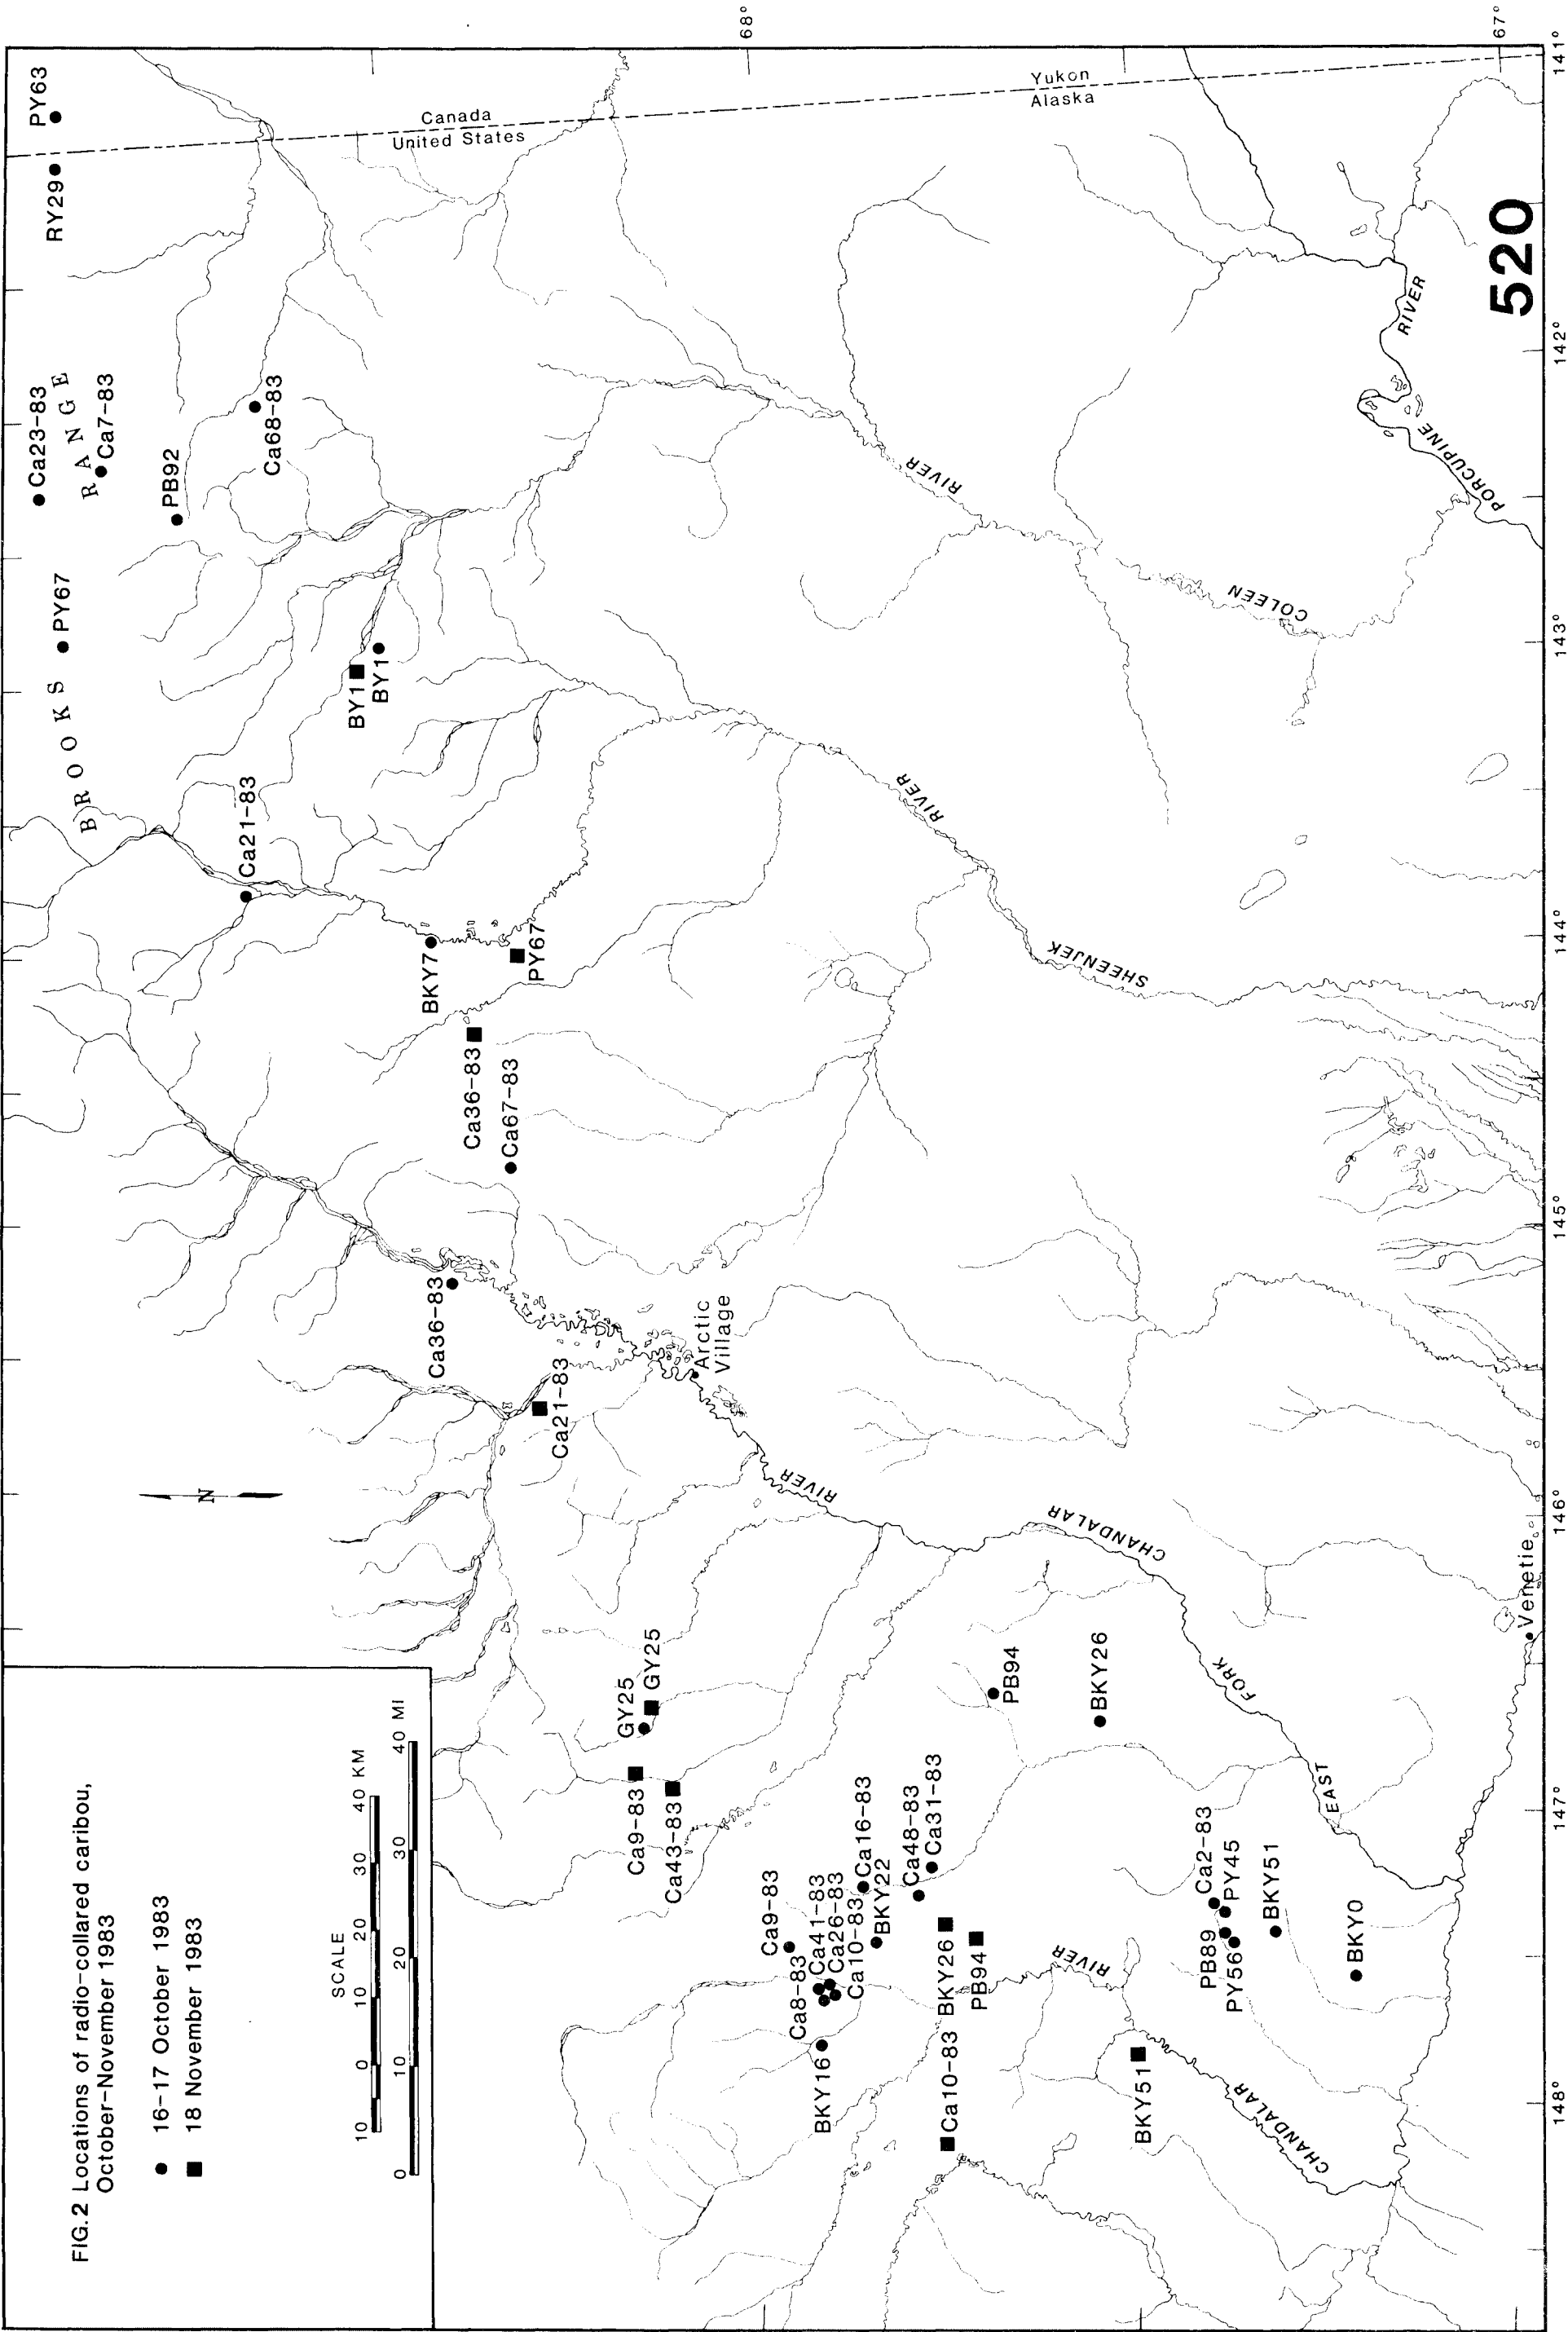 FIG.2 Locations of radio-collared caribou,
October-November 1983
16-17 October 1983
18 November 1983
SCALE
10 0 10 20 30 40 KM
0 10 20 30 40 MI
N
BROOKS RANGE
PY63
RY29
Ca23-83
Ca7-83
PB92
Ca68-83
PY67
BY1
BY1
Ca21-83
BKY7
PY67
Ca36-83
Ca67-83
Ca36-83
Ca21-83
Arctic
Village
GY25
GY25
Ca9-83
Ca43-83
Ca9-83
Ca8-83
Ca41-83
Ca26-83
Ca10-83
BKY16
Ca16-83
BKY22
Ca48-83
Ca31-83
BKY26
PB94
Ca10-83
PB94
BKY26
BKY51
Ca2-83
PY45
PB89
PY56
BKY51
BKY0
Canada
United States
Yukon
Alaska
COLEEN RIVER
PORCUPINE RIVER
SHEENJEK RIVER
EAST FORK CHANDALAR RIVER
CHANDALAR RIVER
Venetie
68°
67°
148°
147°
146°
145°
144°
143°
142°
141°
520